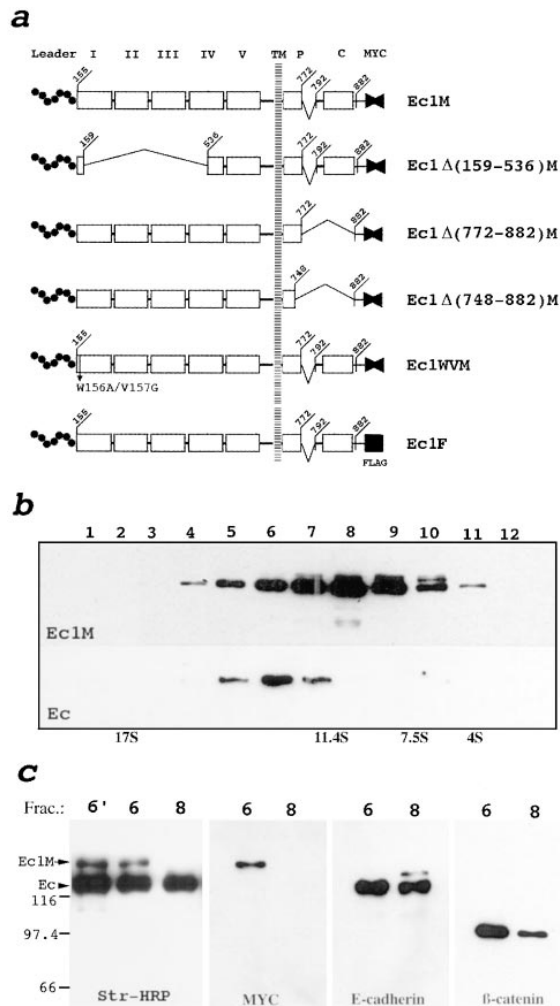 a
Leader I II III IV V TM P C MYC
155 772 792 882 Ec1M
159 536 772 792 882 Ec1Δ(159-536)M
772 882 Ec1Δ(772-882)M
748 882 Ec1Δ(748-882)M
155 772 792 882 Ec1WVM
W156A/V157G
155 772 792 882 Ec1F
FLAG
b
1 2 3 4 5 6 7 8 9 10 11 12
Ec1M
Ec
17S 11.4S 7.5S 4S
c
Frac.: 6' 6 8 6 8 6 8 6 8
Ec1M
Ec
116
97.4
66
Str-HRP MYC E-cadherin ß-catenin